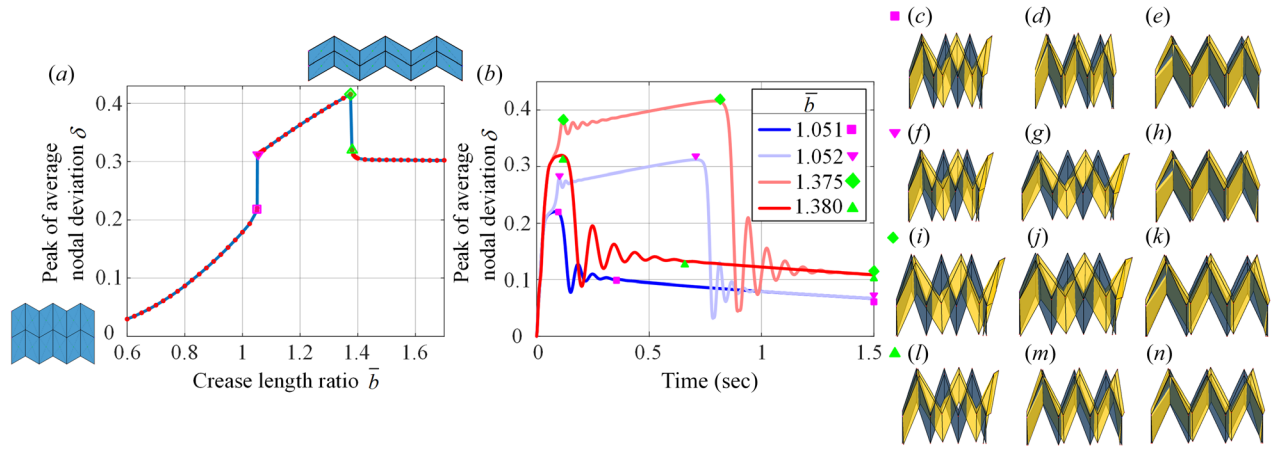 (a)
Peak of average
nodal deviation δ
0.4
0.3
0.2
0.1
0
0.6
0.8
1
1.2
1.4
1.6
Crease length ratio b̅
(b)
Peak of average
nodal deviation δ
0.4
0.3
0.2
0.1
0
0
0.5
1
1.5
Time (sec)
b̅
1.051
1.052
1.375
1.380
(c) (d) (e)
(f) (g) (h)
(i) (j) (k)
(l) (m) (n)